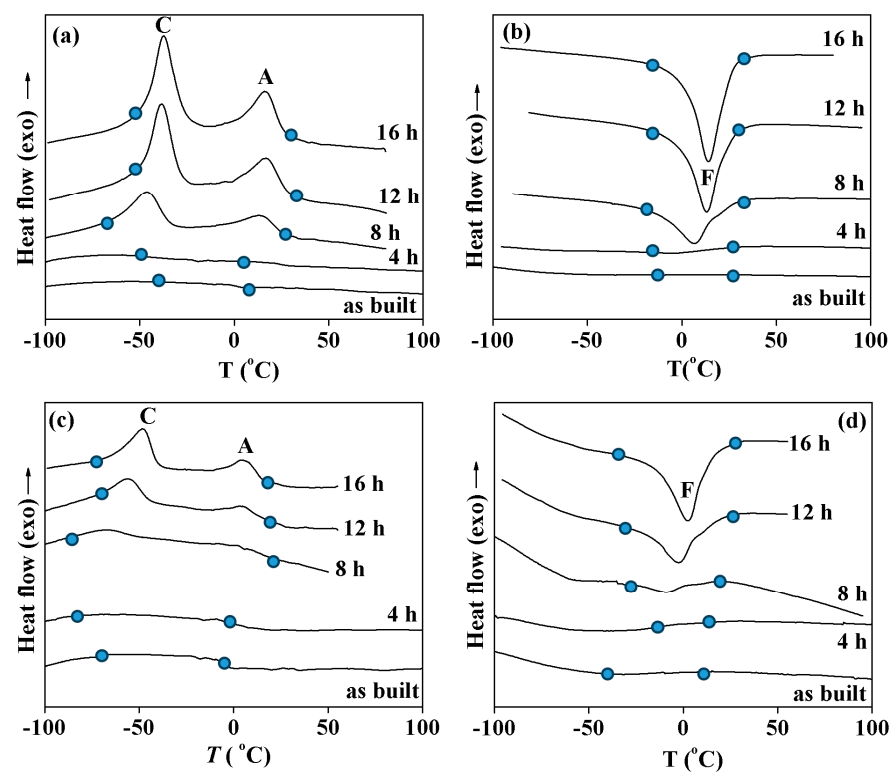 (a)
C
A
16 h
12 h
8 h
4 h
as built
Heat flow (exo) →
-100 -50 0 50 100
T (°C)
(b)
F
16 h
12 h
8 h
4 h
as built
Heat flow (exo) →
-100 -50 0 50 100
T(°C)
(c)
C
A
16 h
12 h
8 h
4 h
as built
Heat flow (exo) →
-100 -50 0 50 100
T (°C)
(d)
F
16 h
12 h
8 h
4 h
as built
Heat flow (exo) →
-100 -50 0 50 100
T (°C)